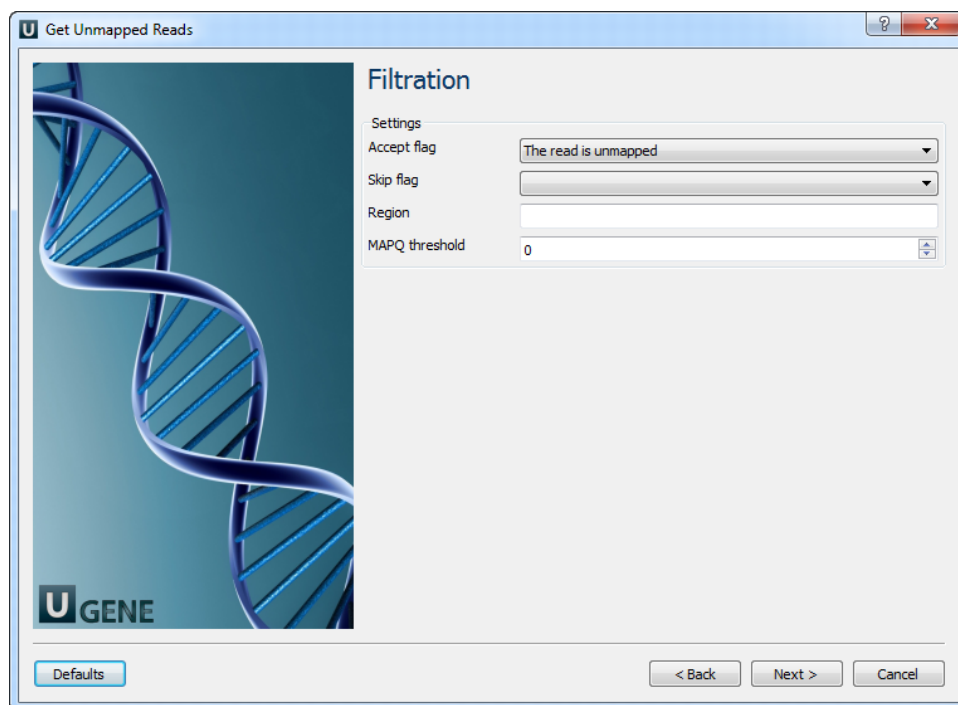 U Get Unmapped Reads
Filtration
Settings
Accept flag The read is unmapped
Skip flag
Region
MAPQ threshold 0
U GENE
Defaults < Back Next > Cancel